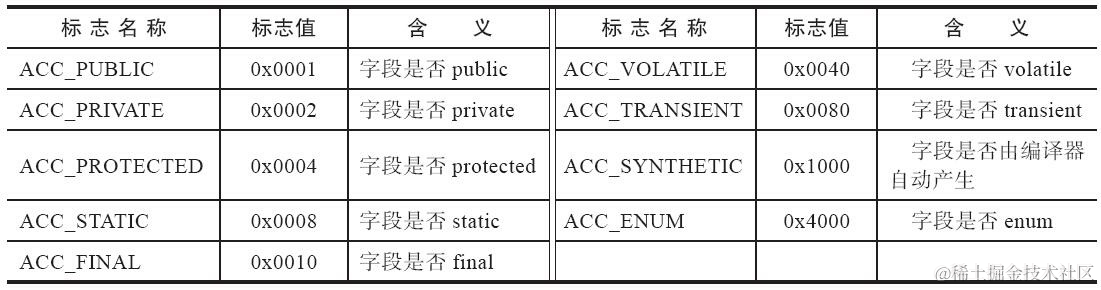 标志名称 标志值 含义 标志名称 标志值 含义
ACC_PUBLIC 0x0001 字段是否 public ACC_VOLATILE 0x0040 字段是否 volatile
ACC_PRIVATE 0x0002 字段是否 private ACC_TRANSIENT 0x0080 字段是否 transient
ACC_PROTECTED 0x0004 字段是否 protected ACC_SYNTHETIC 0x1000 字段是否由编译器
自动产生
ACC_STATIC 0x0008 字段是否 static ACC_ENUM 0x4000 字段是否 enum
ACC_FINAL 0x0010 字段是否 final
@稀土掘金技术社区